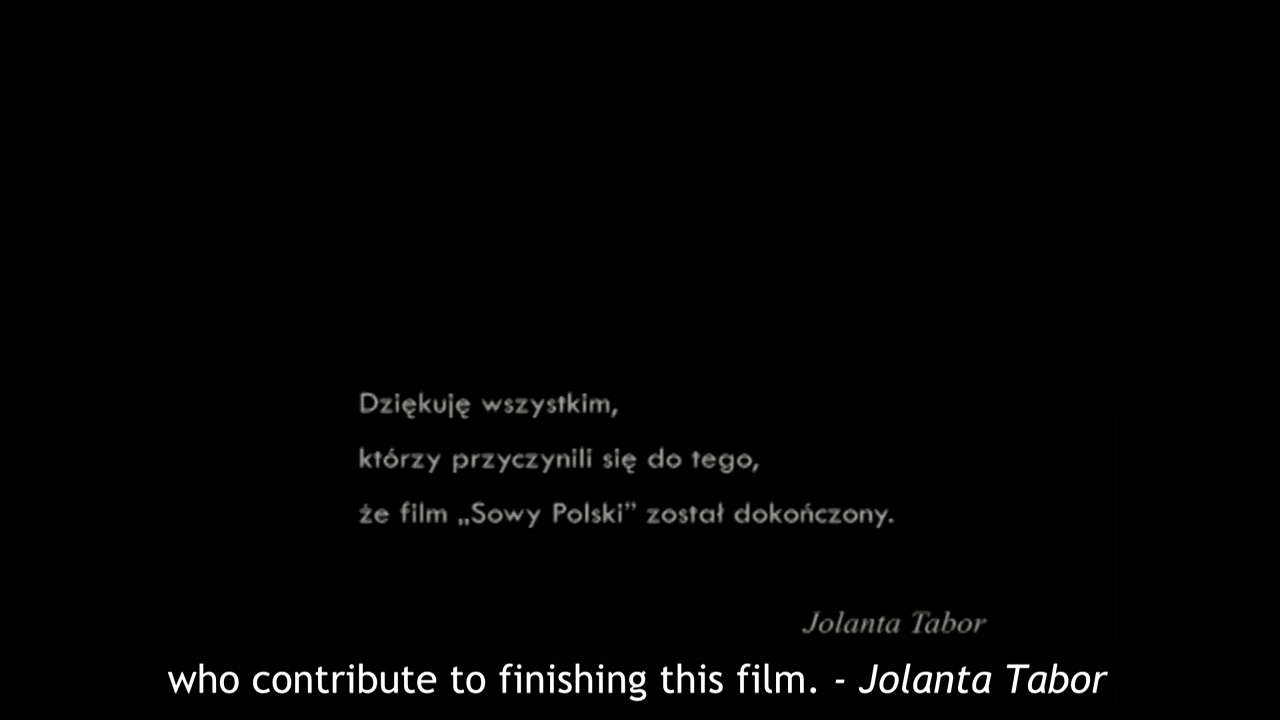 Dziękuję wszystkim,
którzy przyczynili się do tego,
że film „Sowy Polski” został dokończony.
Jolanta Tabor
who contribute to finishing this film. - Jolanta Tabor